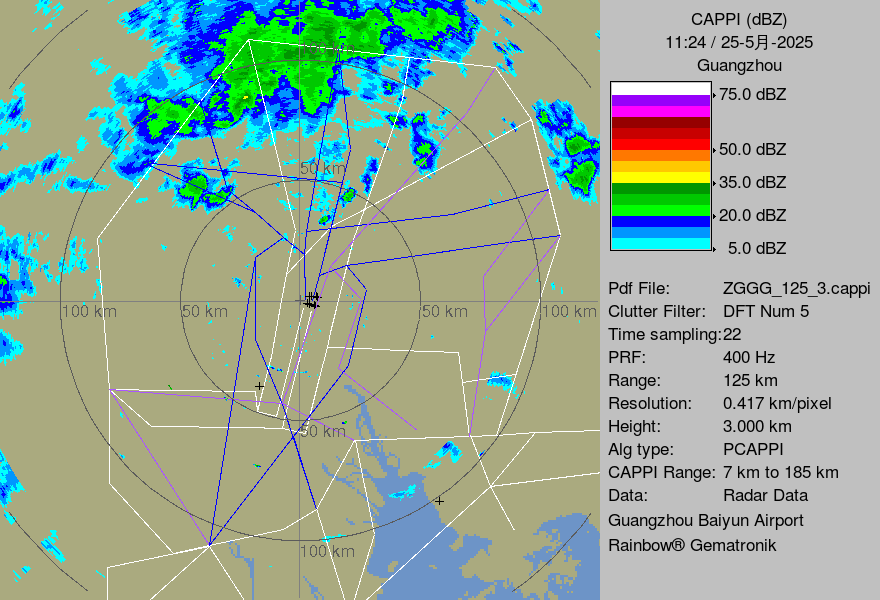 CAPPI (dBZ)
11:24 / 25-5月-2025
Guangzhou
75.0 dBZ
50.0 dBZ
35.0 dBZ
20.0 dBZ
5.0 dBZ
Pdf File: ZGGG_125_3.cappi
Clutter Filter: DFT Num 5
Time sampling:22
PRF: 400 Hz
Range: 125 km
Resolution: 0.417 km/pixel
Height: 3.000 km
Alg type: PCAPPI
CAPPI Range: 7 km to 185 km
Data: Radar Data
Guangzhou Baiyun Airport
Rainbow® Gematronik
100 km
50 km
100 km
50 km
50 km
100 km
50 km
100 km